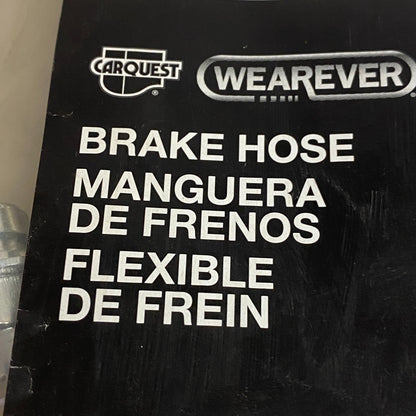 CARQUEST WEAREVER
BRAKE HOSE
MANGUERA
DE FRENOS
FLEXIBLE
DE FREIN